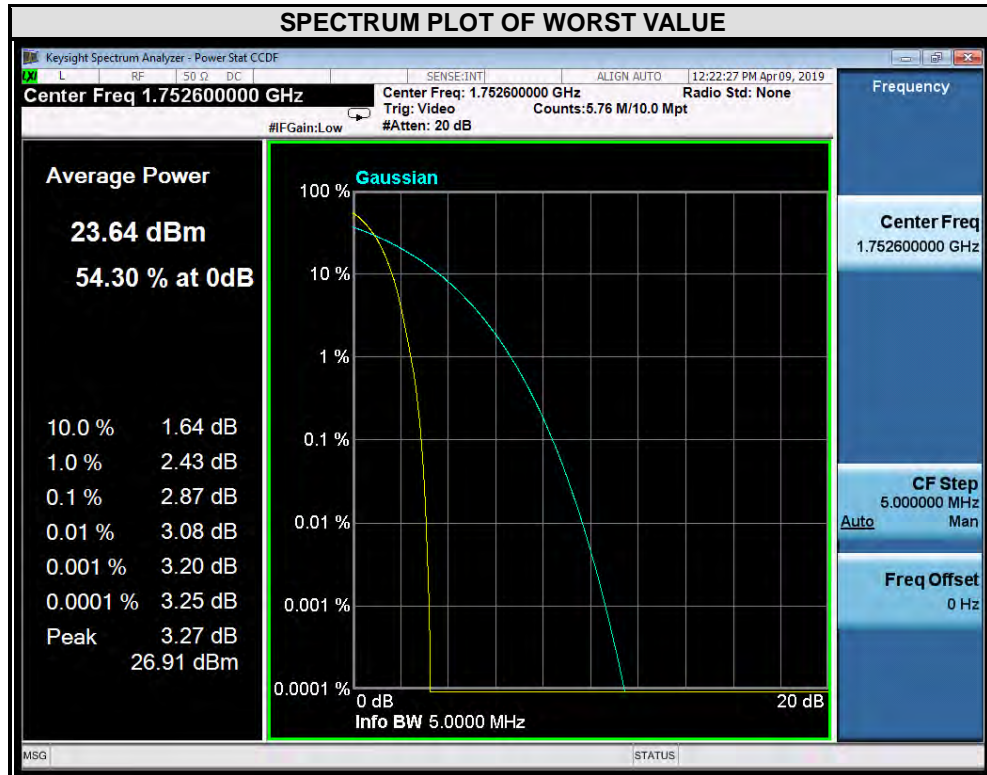 SPECTRUM PLOT OF WORST VALUE
Keysight Spectrum Analyzer - Power Stat CCDF
LXI L RF 50 Ω DC SENSE:INT ALIGN AUTO 12:22:27 PM Apr 09, 2019
Center Freq 1.752600000 GHz
Center Freq: 1.752600000 GHz Radio Std: None
Trig: Video Counts:5.76 M/10.0 Mpt
#IFGain:Low #Atten: 20 dB
Frequency
Average Power
23.64 dBm
54.30 % at 0dB
10.0 % 1.64 dB
1.0 % 2.43 dB
0.1 % 2.87 dB
0.01 % 3.08 dB
0.001 % 3.20 dB
0.0001 % 3.25 dB
Peak 3.27 dB
26.91 dBm
Gaussian
100 %
10 %
1 %
0.1 %
0.01 %
0.001 %
0.0001 %
0 dB 20 dB
Info BW 5.0000 MHz
Center Freq
1.752600000 GHz
CF Step
5.000000 MHz
Auto Man
Freq Offset
0 Hz
MSG STATUS